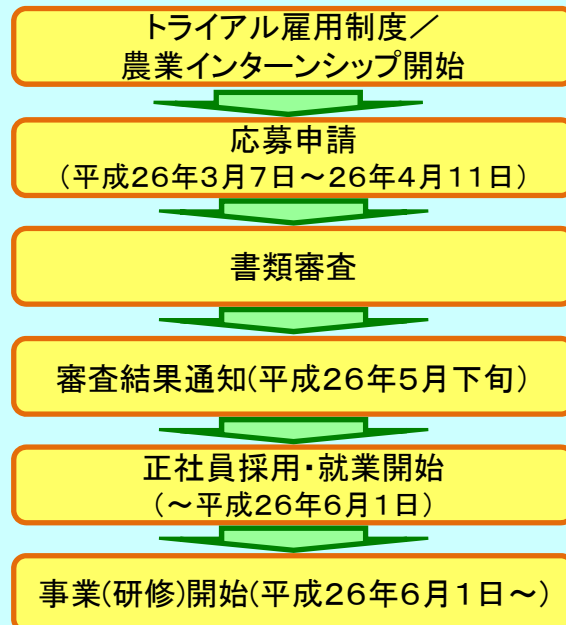 トライアル雇用制度／
農業インターンシップ開始
応募申請
（平成２６年３月７日～２６年４月１１日）
書類審査
審査結果通知(平成２６年５月下旬）
正社員採用・就業開始
（～平成２６年６月１日）
事業(研修)開始(平成２６年６月１日～）